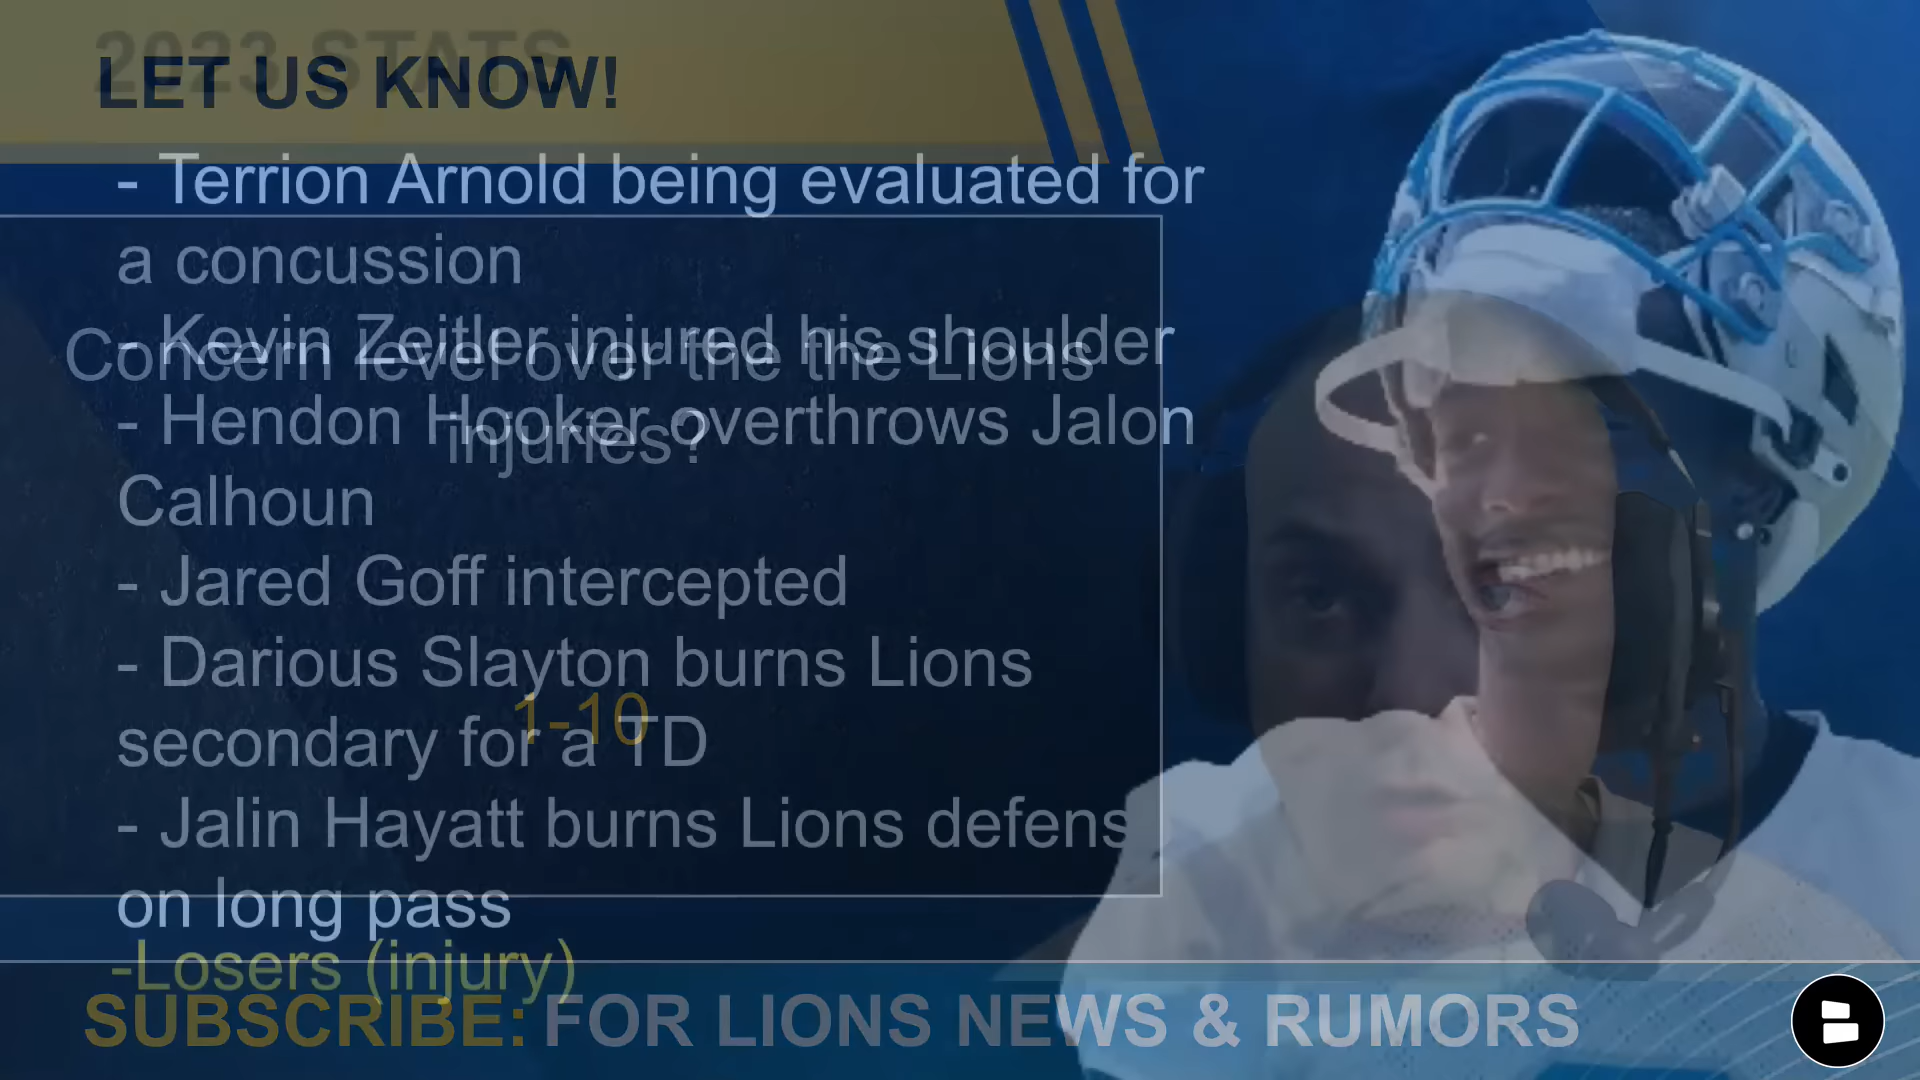 2023 STATS
LET US KNOW!
- Terrion Arnold being evaluated for
a concussion
- Kevin Zeitler injured his shoulder
Concern level over the the Lions
injuries?
- Hendon Hooker overthrows Jalon
Calhoun
- Jared Goff intercepted
- Darious Slayton burns Lions
1-10
secondary for a TD
- Jalin Hayatt burns Lions defens
on long pass
-Losers (injury)
SUBSCRIBE: FOR LIONS NEWS & RUMORS